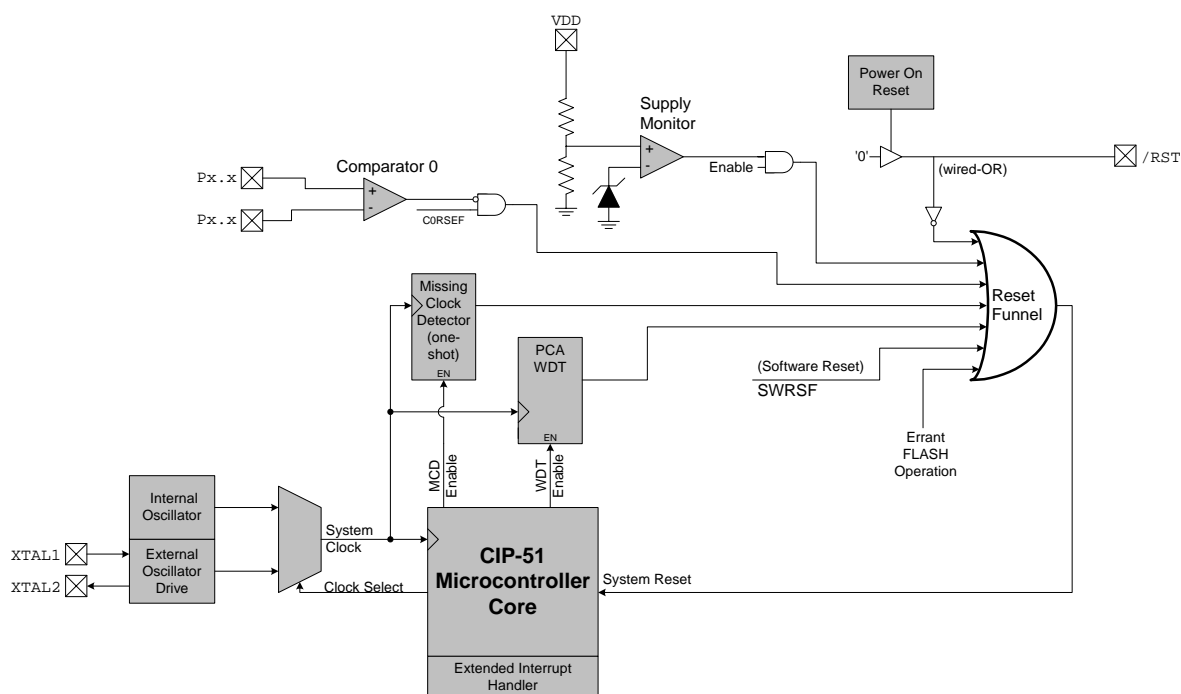 VDD
Power On
Reset
Supply
Monitor
+
-
Enable
'0'
(wired-OR)
/RST
Comparator 0
Px.x
Px.x
+
-
C0RSEF
Missing
Clock
Detector
(one-
shot)
EN
PCA
WDT
EN
Reset
Funnel
(Software Reset)
SWRSF
Errant
FLASH
Operation
MCD
Enable
WDT
Enable
Internal
Oscillator
External
Oscillator
Drive
XTAL1
XTAL2
System
Clock
Clock Select
CIP-51
Microcontroller
Core
System Reset
Extended Interrupt
Handler